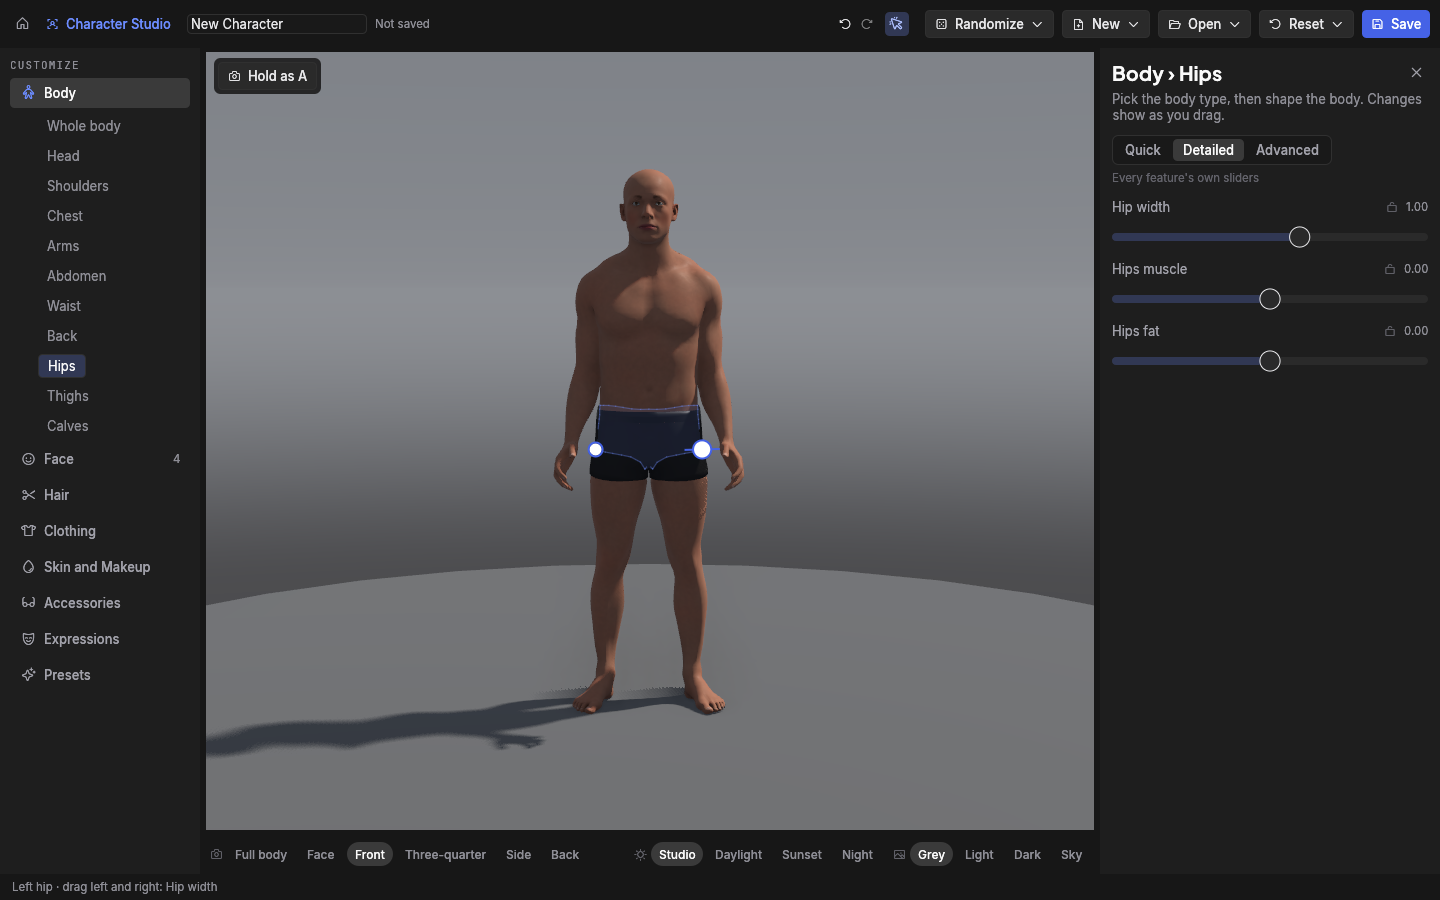 Character Studio
New Character
Not saved
Randomize
New
Open
Reset
Save
CUSTOMIZE
Body
Whole body
Head
Shoulders
Chest
Arms
Abdomen
Waist
Back
Hips
Thighs
Calves
Face 4
Hair
Clothing
Skin and Makeup
Accessories
Expressions
Presets
Hold as A
Full body Face Front Three-quarter Side Back
Studio Daylight Sunset Night
Grey Light Dark Sky
Body › Hips
Pick the body type, then shape the body. Changes
show as you drag.
Quick Detailed Advanced
Every feature's own sliders
Hip width 1.00
Hips muscle 0.00
Hips fat 0.00
Left hip · drag left and right: Hip width